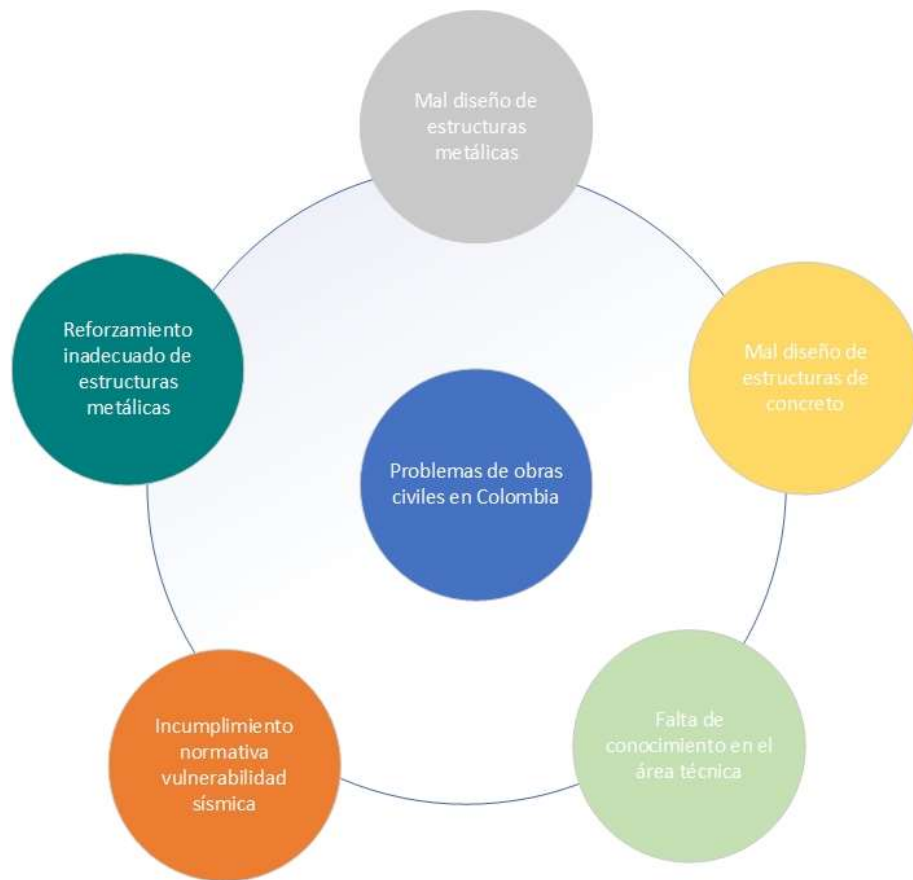 Mal diseño de
estructuras
metálicas
Mal diseño de
estructuras de
concreto
Falta de
conocimiento en el
área técnica
Incumplimiento
normativa
vulnerabilidad
sísmica
Reforzamiento
inadecuado de
estructuras
metálicas
Problemas de obras
civiles en Colombia